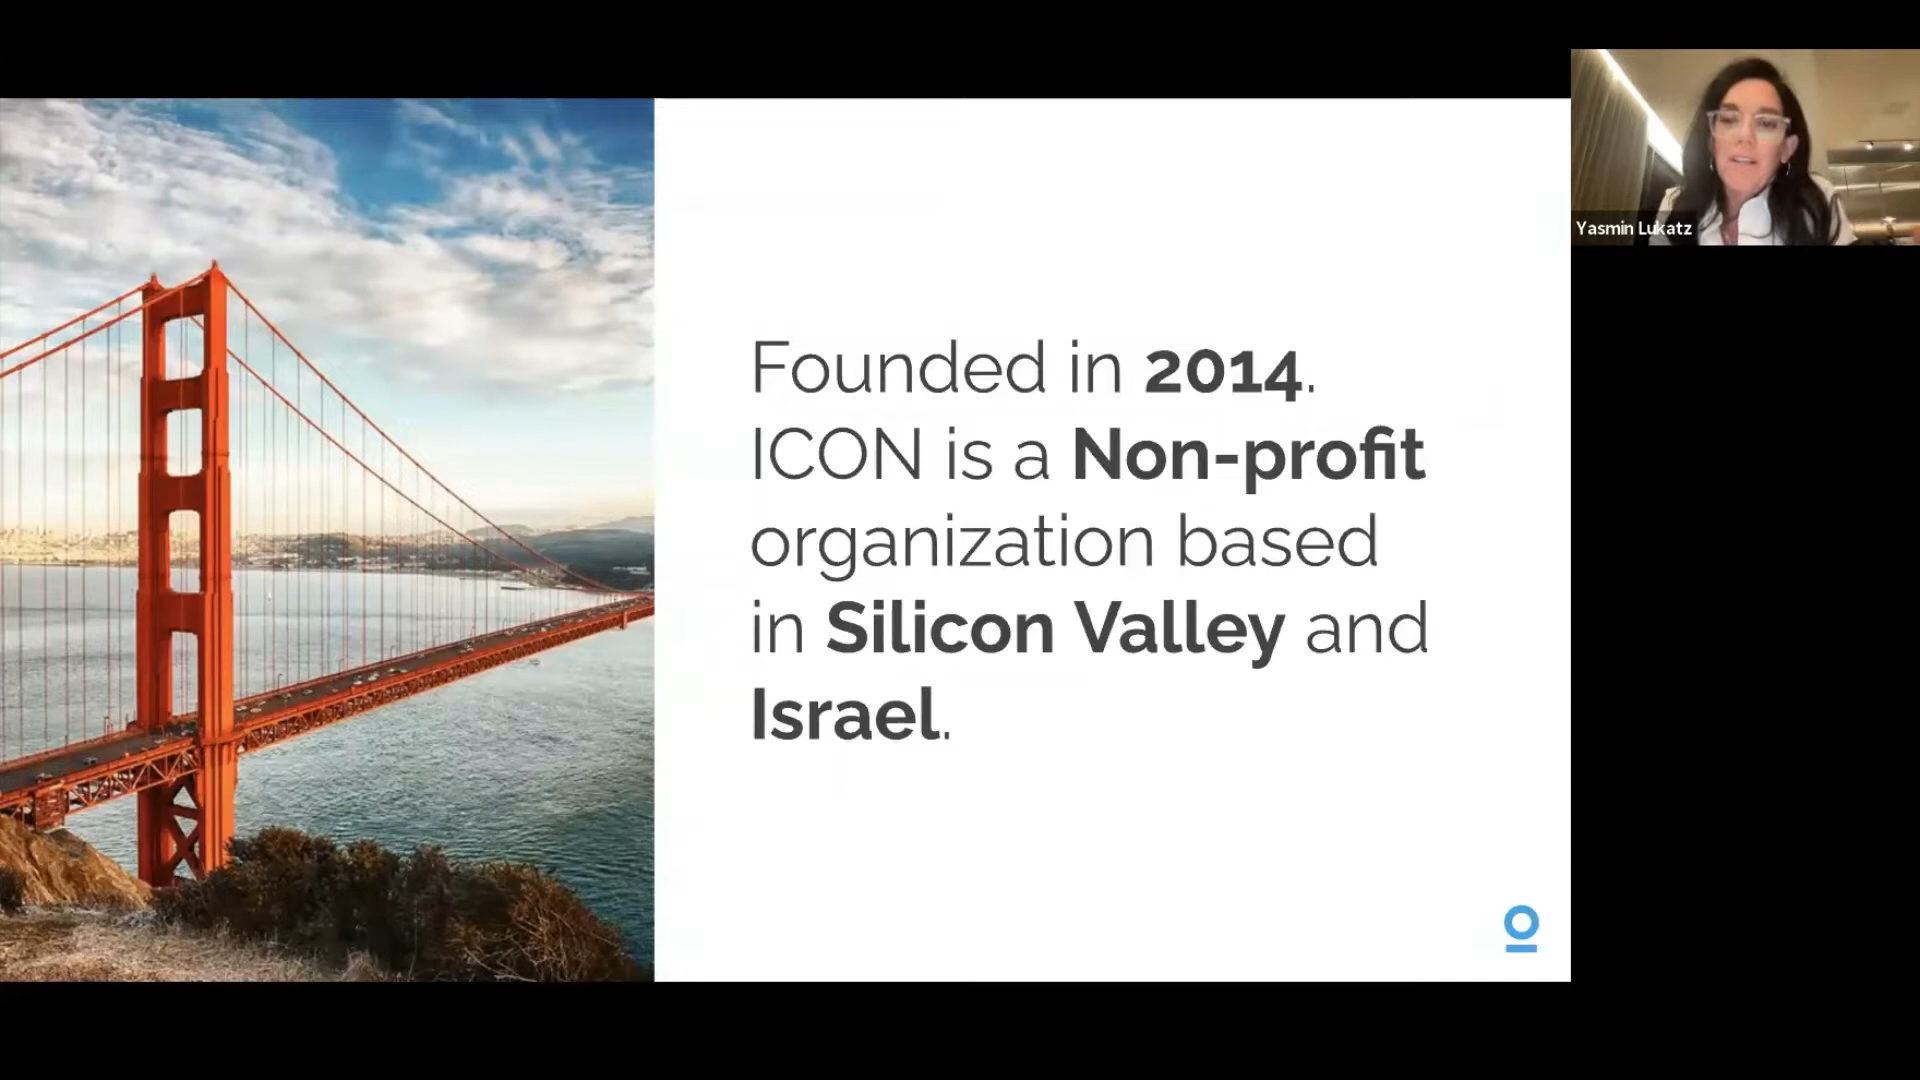 Yasmin Lukatz
Founded in 2014.
ICON is a Non-profit
organization based
in Silicon Valley and
Israel.